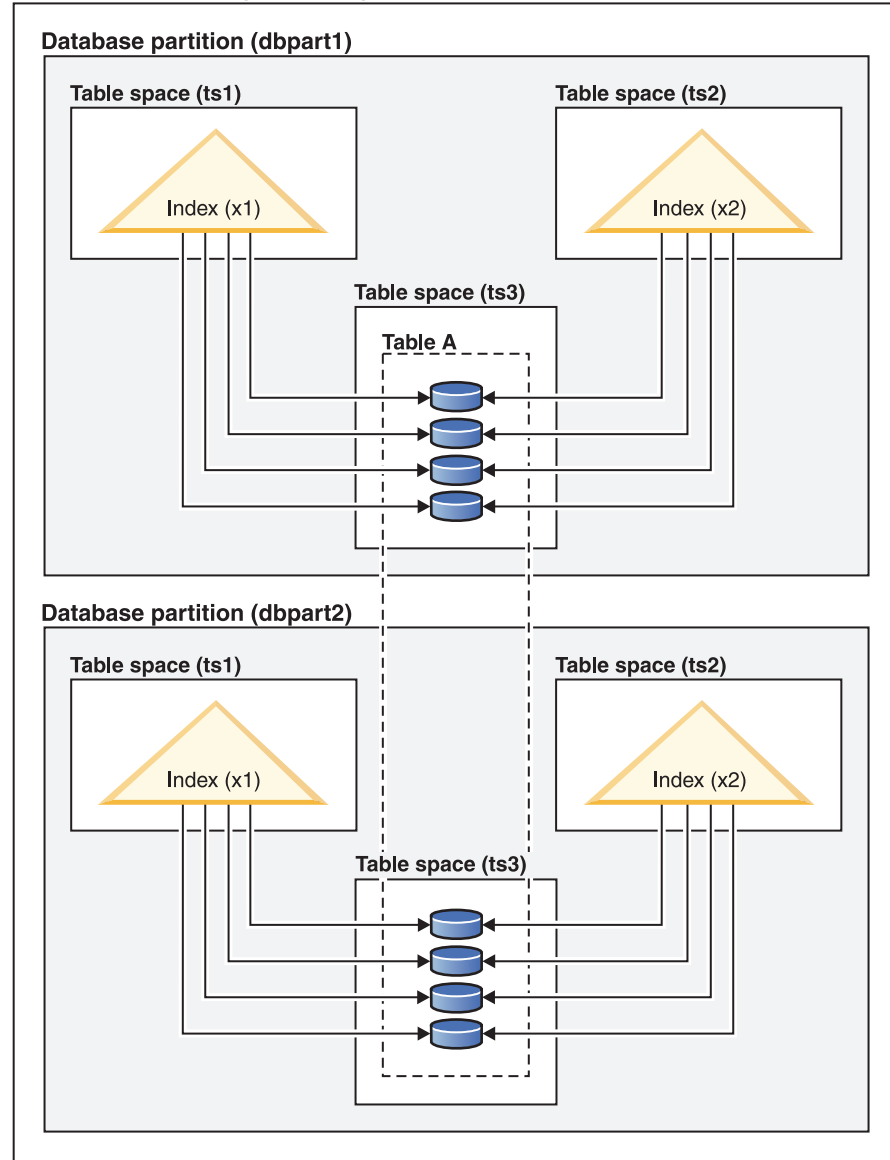 Database partition (dbpart1)
Table space (ts1)
Table space (ts2)
Index (x1)
Index (x2)
Table space (ts3)
Table A
Database partition (dbpart2)
Table space (ts1)
Table space (ts2)
Index (x1)
Index (x2)
Table space (ts3)